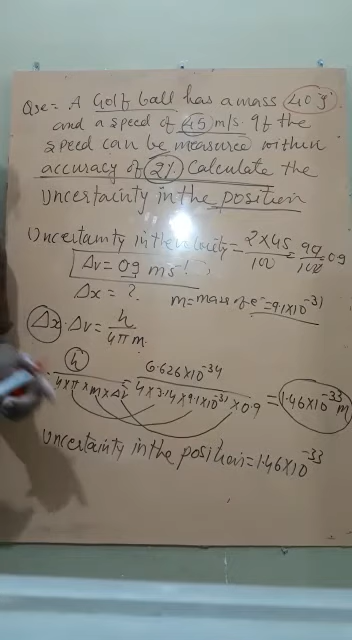 Que = A Golf ball has a mass 40 g.
and a speed of (45) m/s. If the
speed can be measured within
accuracy of 2%. Calculate the
Uncertainty in the position
Uncertainty in the velocity = 2×45/100 = 90/100 = 0.9
Δv = 0.9 ms⁻¹.
Δx = ? m = mass of e⁻ = 9.1×10⁻³¹
Δx · Δv = h/4πm
h/4×π×m×Δv = 6.626×10⁻³⁴/4×3.14×9.1×10⁻³¹×0.9 = 1.46×10⁻³³ m
Uncertainty in the position = 1.46×10⁻³³